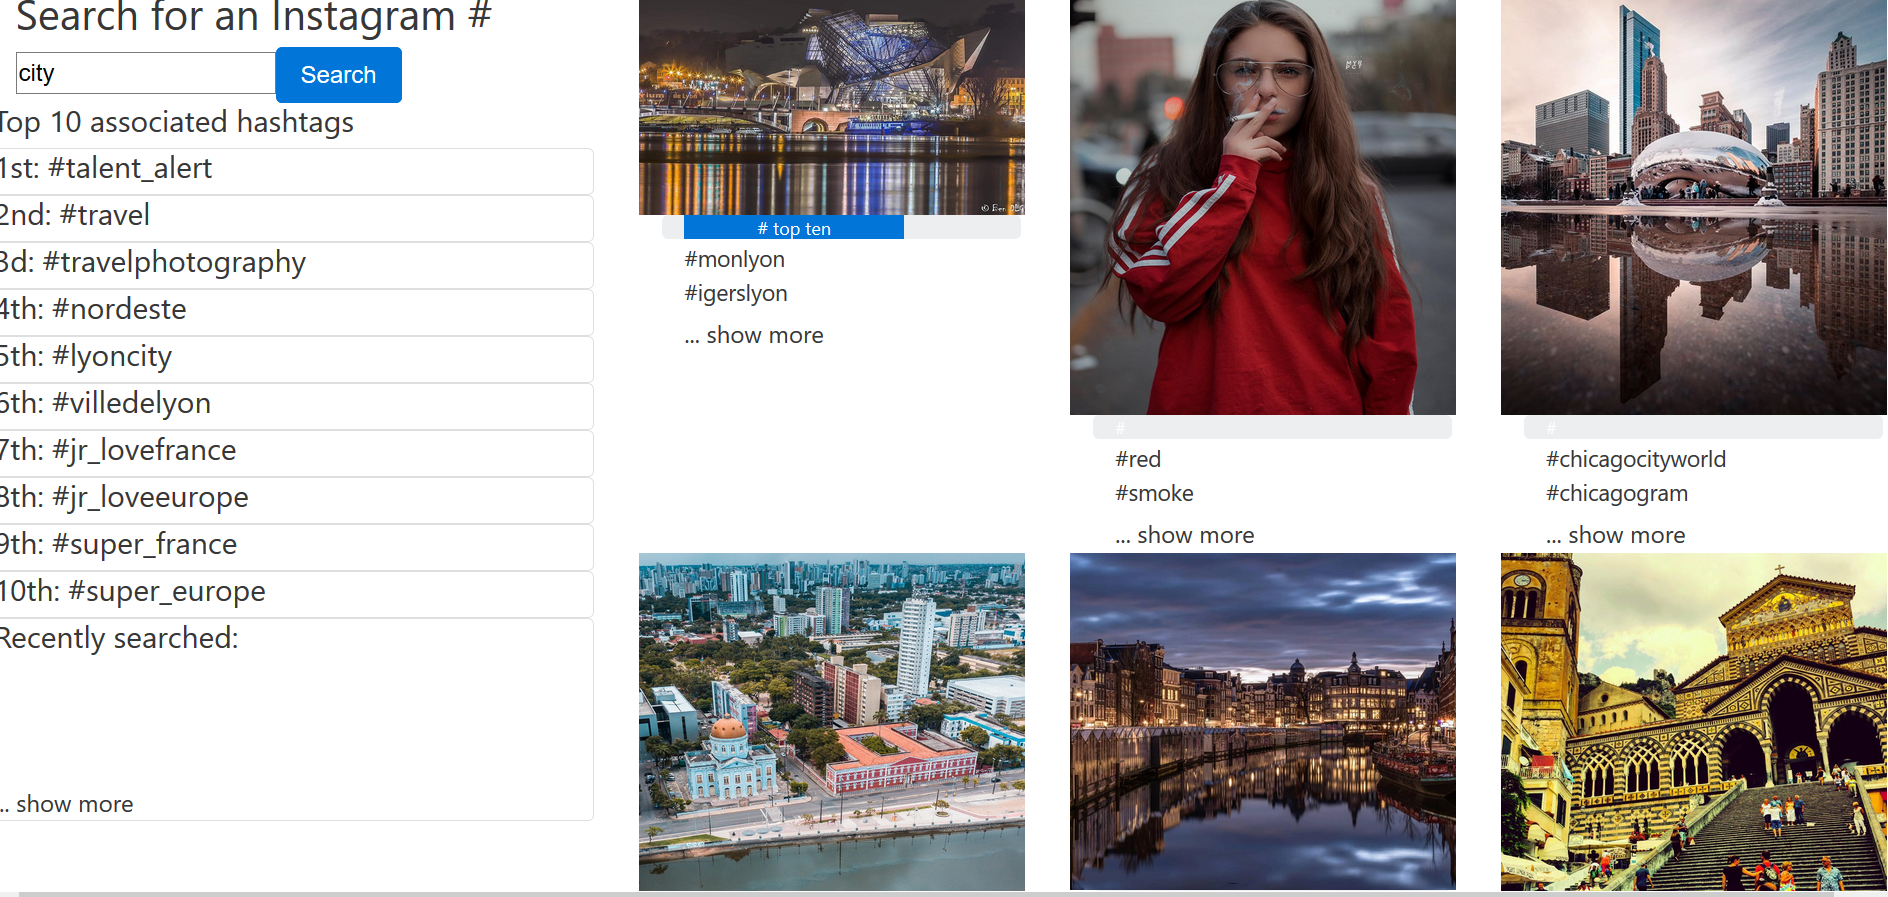 Search for an Instagram #
city
Search
Top 10 associated hashtags
1st: #talent_alert
2nd: #travel
3d: #travelphotography
4th: #nordeste
5th: #lyoncity
6th: #villedelyon
7th: #jr_lovefrance
8th: #jr_loveeurope
9th: #super_france
10th: #super_europe
Recently searched:
.. show more
# top ten
#monlyon
#igerslyon
... show more
#
#red
#smoke
... show more
#
#chicagocityworld
#chicagogram
... show more